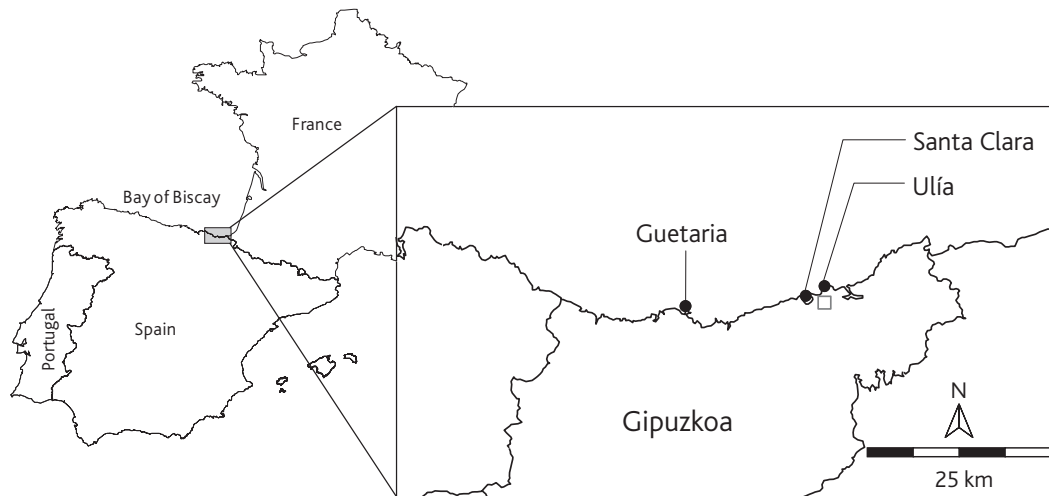 France
Santa Clara
Ulía
Bay of Biscay
Guetaria
Portugal
Spain
Gipuzkoa
N
25 km